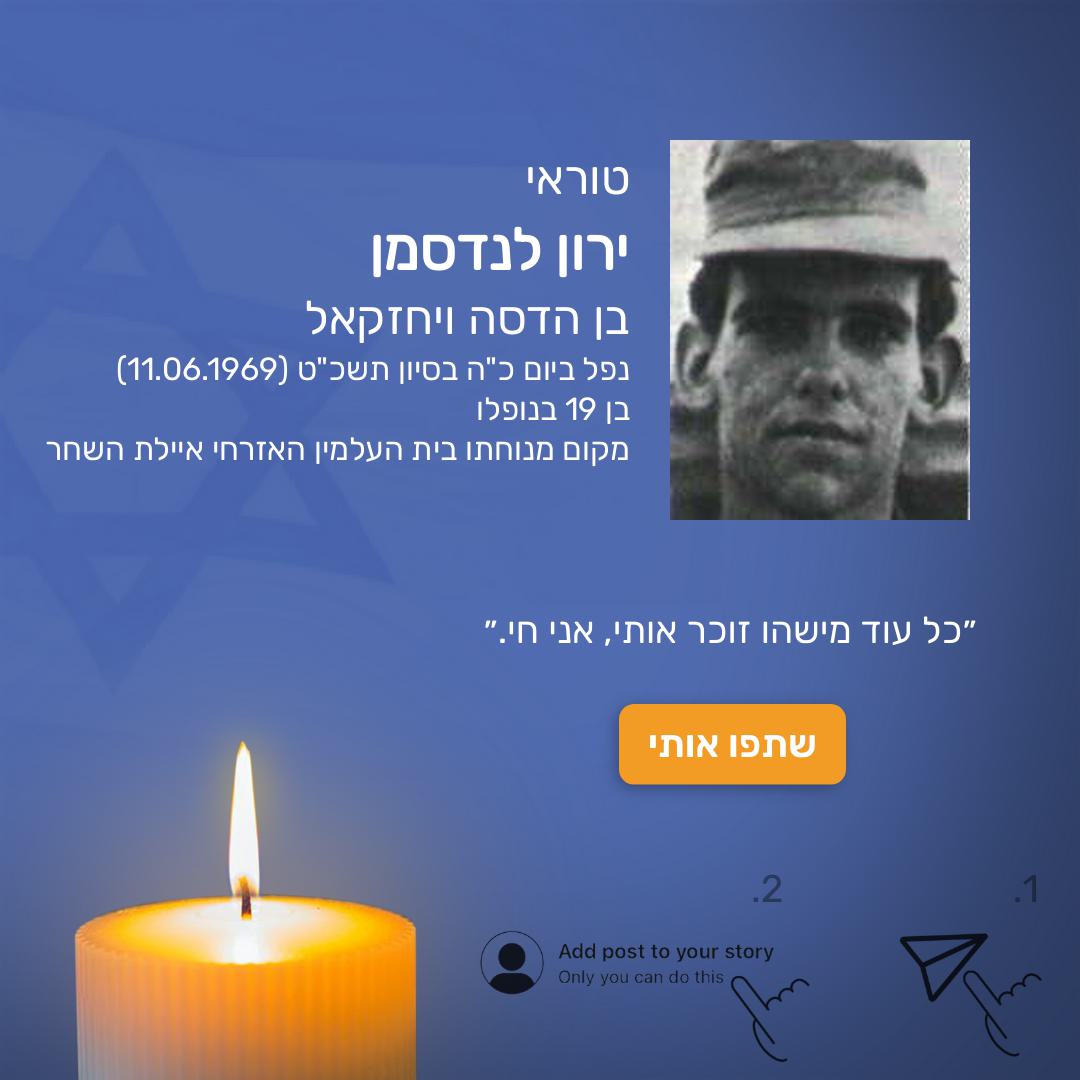 טוראי
ירון לנדסמן
בן הדסה ויחזקאל
נפל ביום כ"ה בסיון תשכ"ט (11.06.1969)
בן 19 בנופלו
מקום מנוחתו בית העלמין האזרחי איילת השחר
״כל עוד מישהו זוכר אותי, אני חי.״
שתפו אותי
.1
.2
Add post to your story
Only you can do this